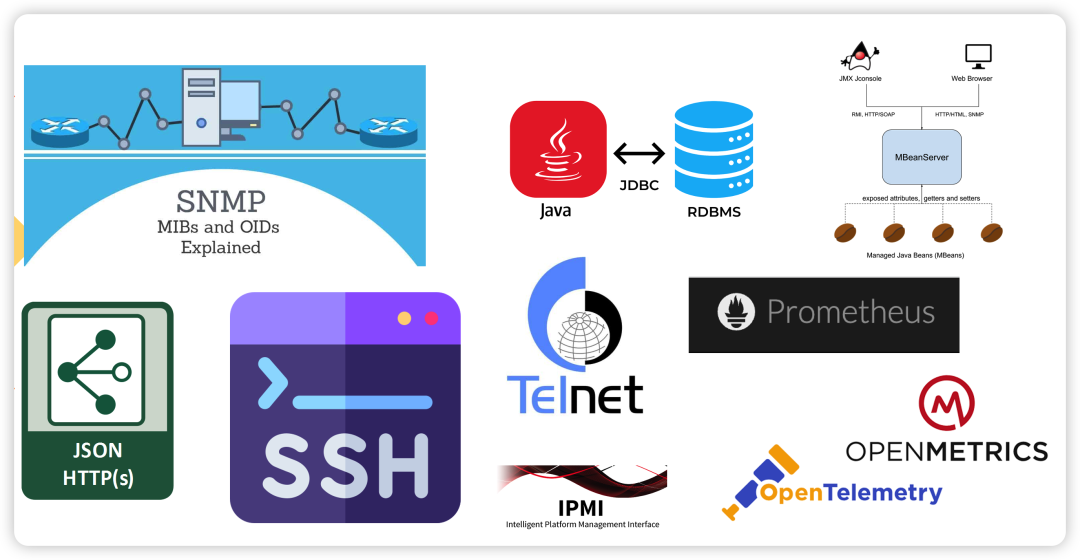 SNMP
MIBs and OIDs
Explained
Java
JDBC
RDBMS
JMX Jconsole
Web Browser
RMI, HTTP/SOAP
HTTP/HTML, SNMP
MBeanServer
exposed attributes, getters and setters
Managed Java Beans (MBeans)
JSON
HTTP(s)
SSH
Telnet
Prometheus
IPMI
Intelligent Platform Management Interface
OPENMETRICS
OpenTelemetry